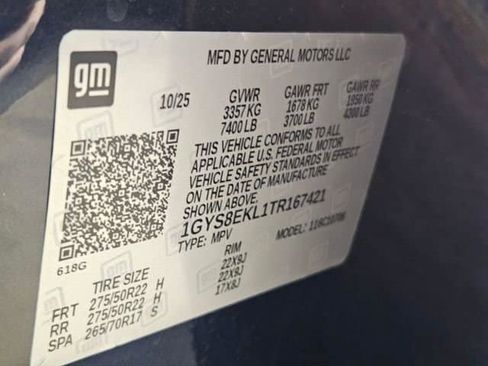 gm
MFD BY GENERAL MOTORS LLC
10/25 GVWR GAWR FRT GAWR RR
3357 KG 1678 KG 1950 KG
7400 LB 3700 LB 4300 LB
THIS VEHICLE CONFORMS TO ALL
APPLICABLE U.S. FEDERAL MOTOR
VEHICLE SAFETY STANDARDS IN EFFECT
ON THE DATE OF MANUFACTURE
SHOWN ABOVE.
1GYS8EKL1TR167421
TYPE: MPV MODEL:
618G
TIRE SIZE RIM
FRT 275/50R22 H 22X9J
RR 275/50R22 H 22X9J
SPA 265/70R17 S 17X8J